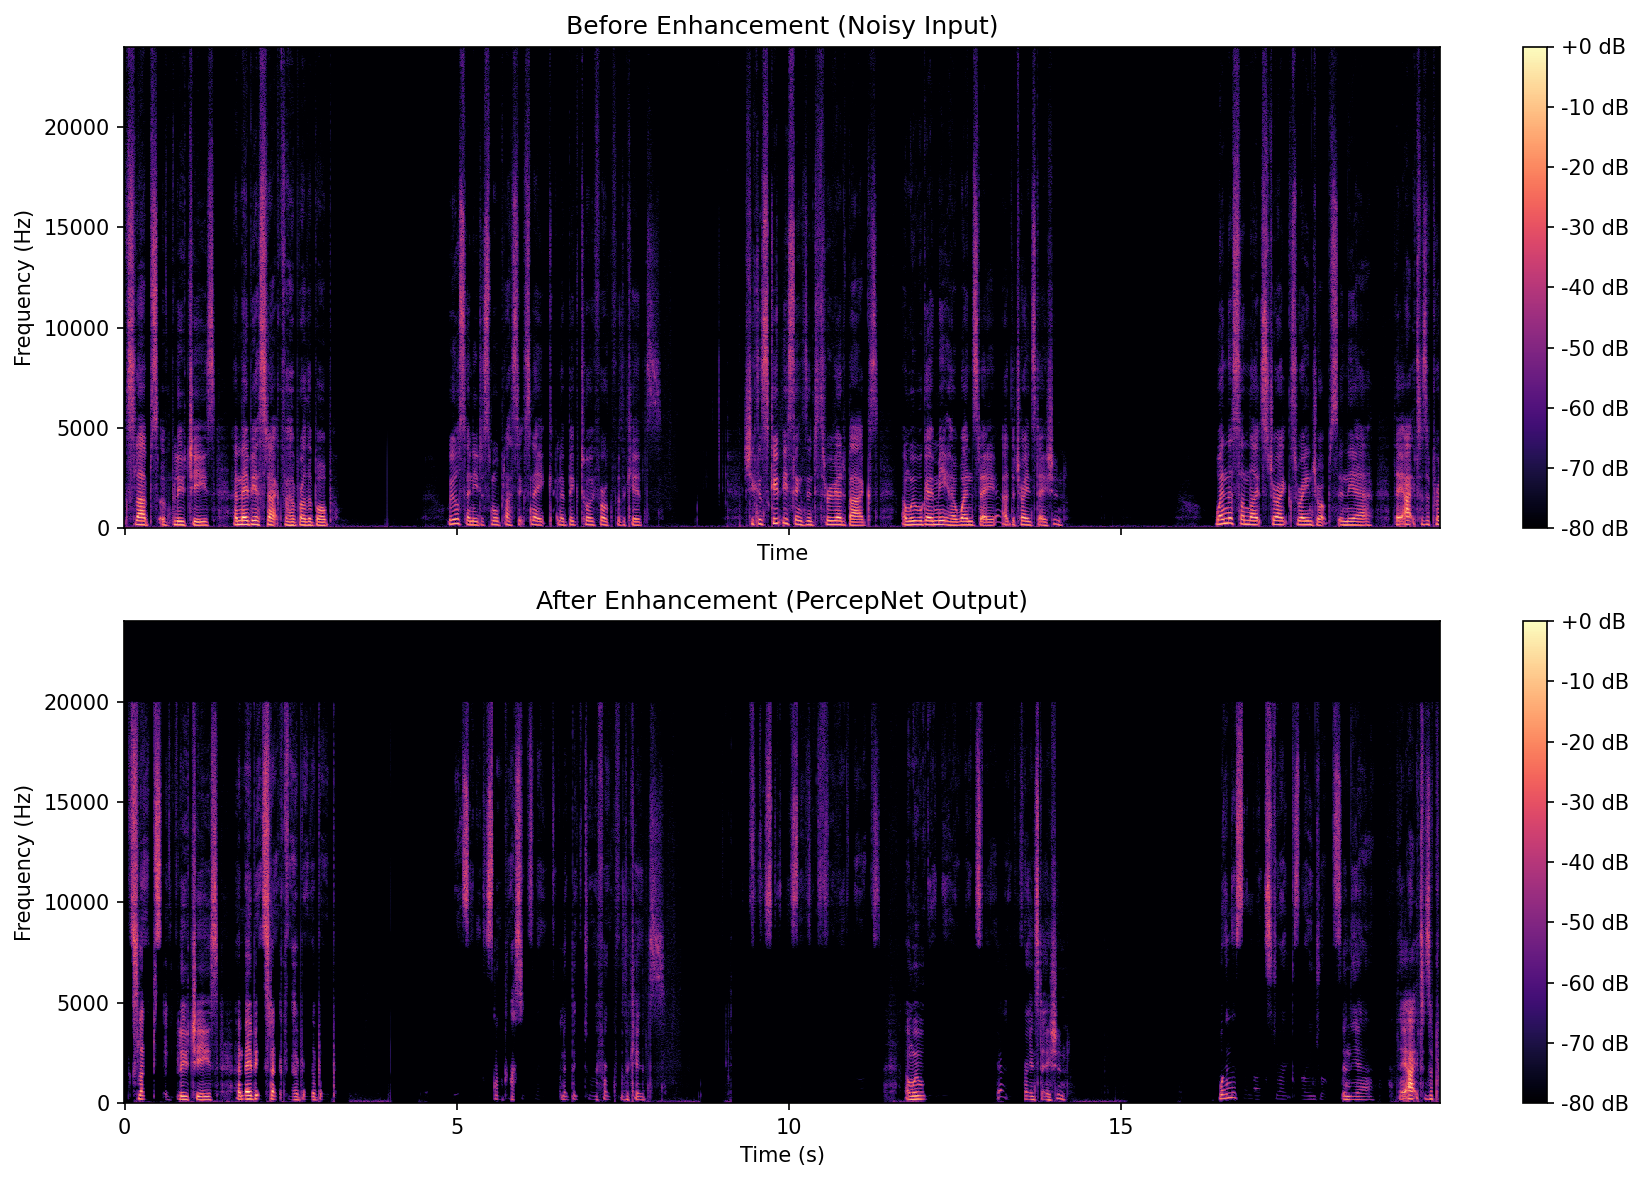 Before Enhancement (Noisy Input)
Frequency (Hz)
20000
15000
10000
5000
0
Time
+0 dB
-10 dB
-20 dB
-30 dB
-40 dB
-50 dB
-60 dB
-70 dB
-80 dB
After Enhancement (PercepNet Output)
Frequency (Hz)
20000
15000
10000
5000
0
0 5 10 15
Time (s)
+0 dB
-10 dB
-20 dB
-30 dB
-40 dB
-50 dB
-60 dB
-70 dB
-80 dB